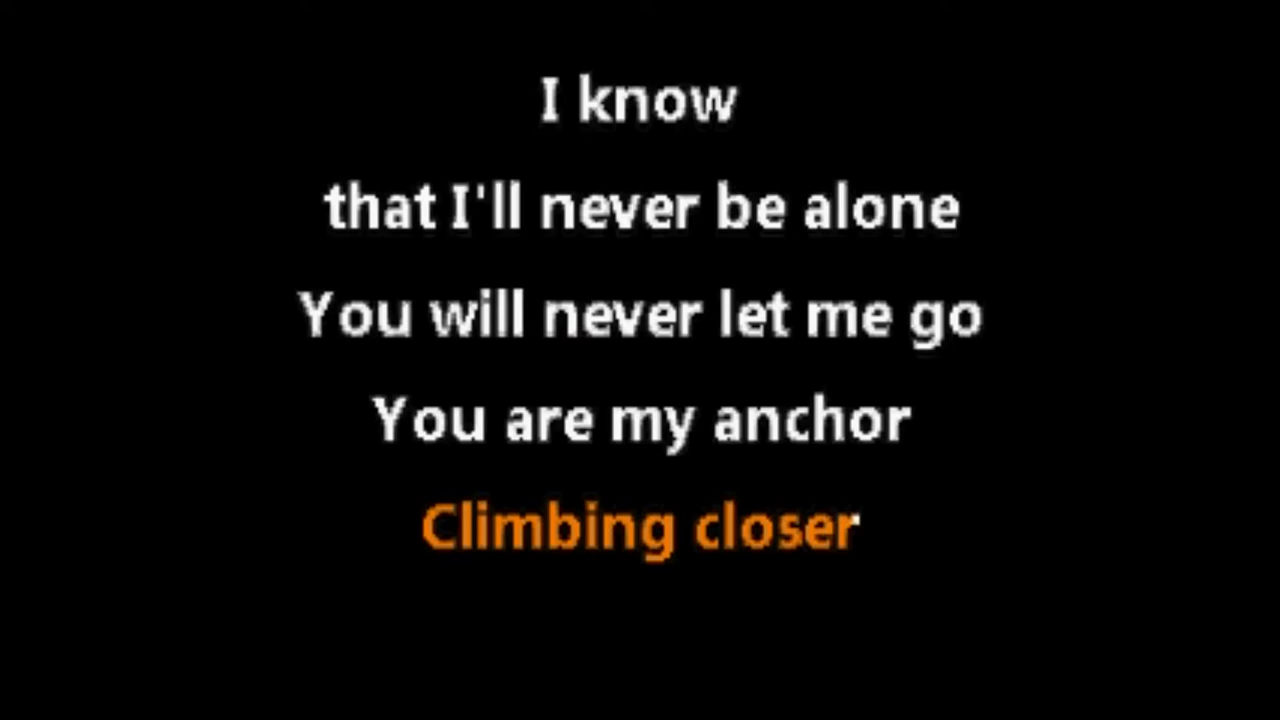 I know
that I'll never be alone
You will never let me go
You are my anchor
Climbing closer